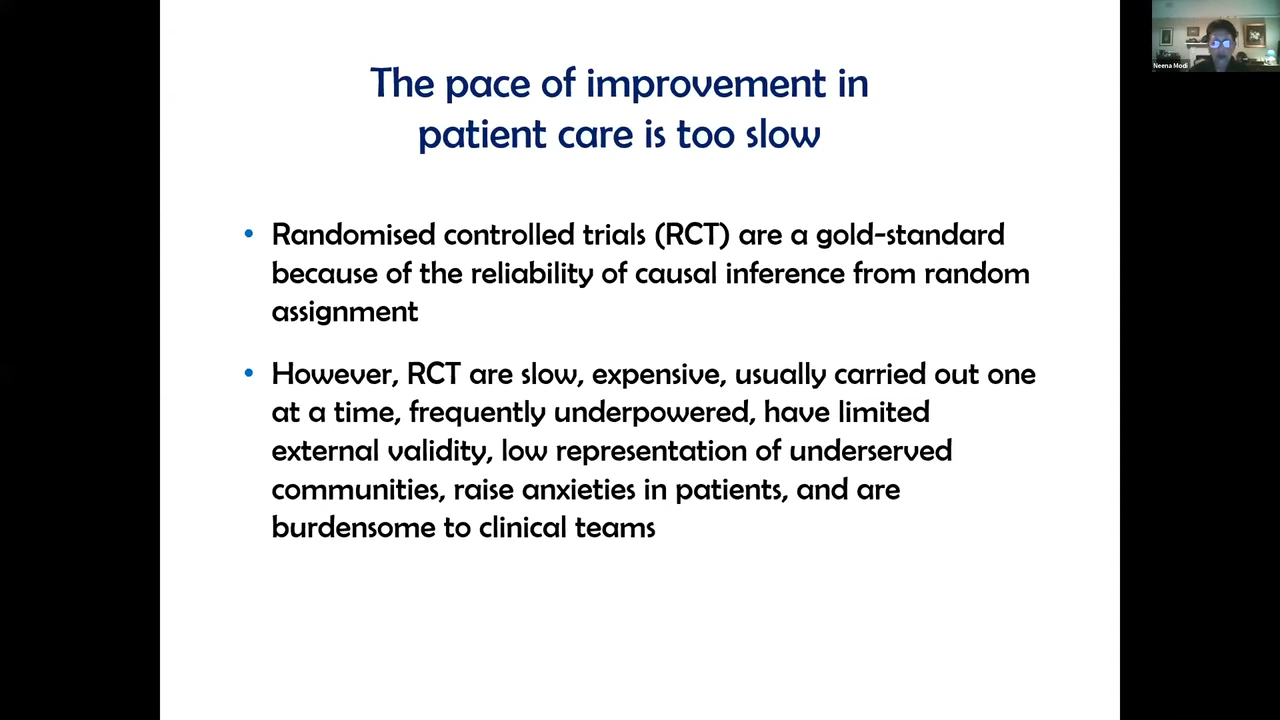 The pace of improvement in
patient care is too slow
• Randomised controlled trials (RCT) are a gold-standard
because of the reliability of causal inference from random
assignment
• However, RCT are slow, expensive, usually carried out one
at a time, frequently underpowered, have limited
external validity, low representation of underserved
communities, raise anxieties in patients, and are
burdensome to clinical teams
Neena Modi